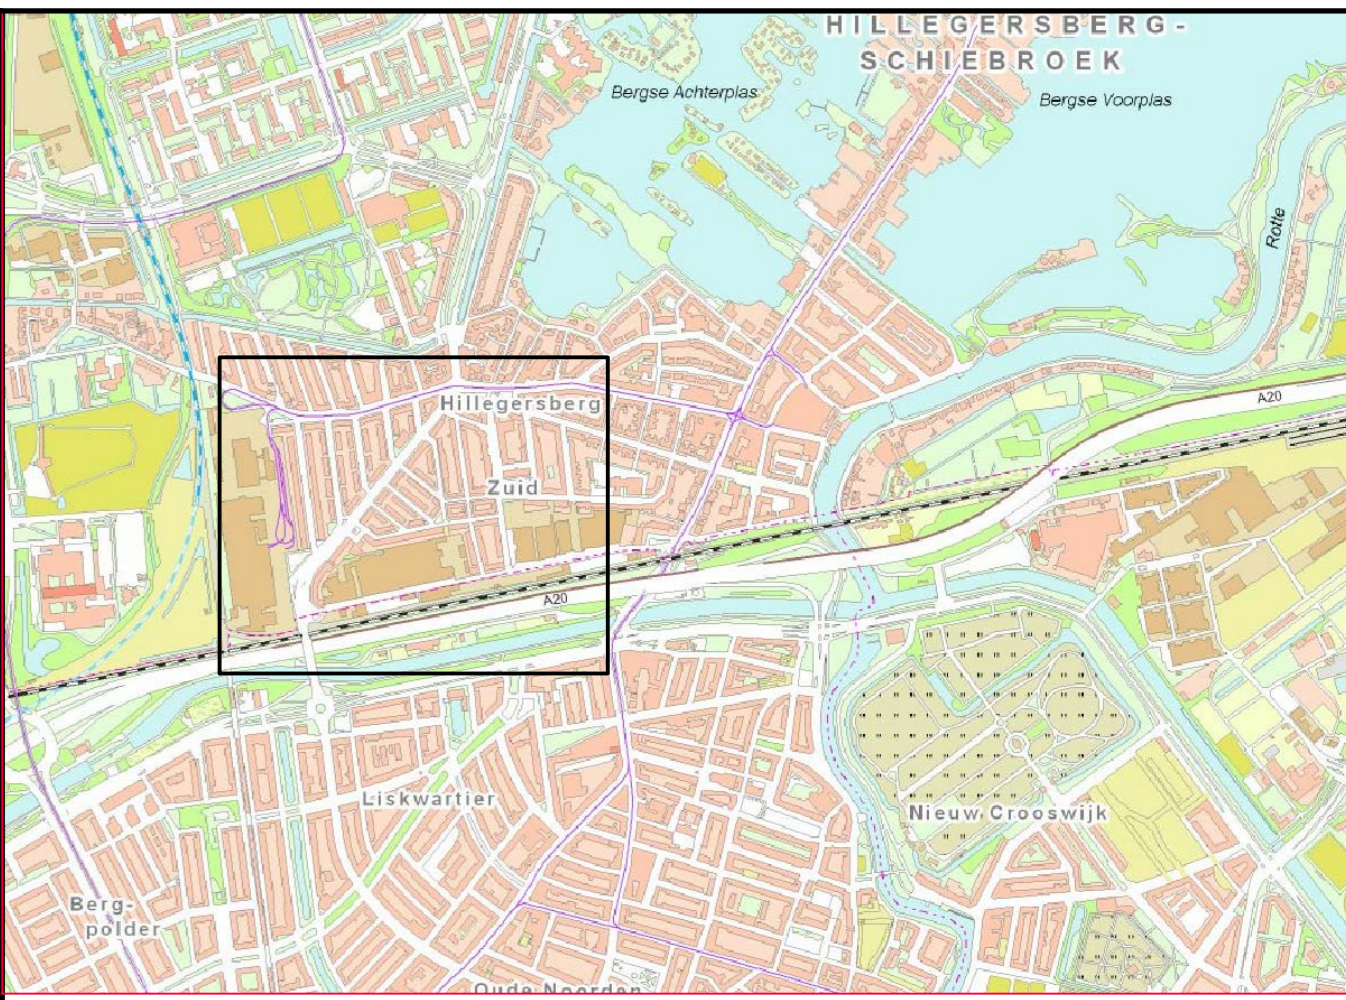 HILLEGERSBERG-
SCHIEBROEK
Bergse Achterplas
Bergse Voorplas
Rotte
A20
Hillegersberg
Zuid
A20
Liskwartier
Nieuw Crooswijk
Berg-
polder
Oude Noorden